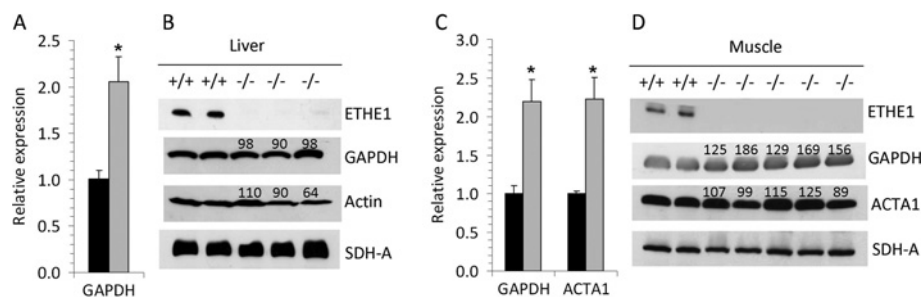 A
Relative expression
2.5
2.0
1.5
1.0
0.5
0.0
*
GAPDH
B
Liver
+/+ +/+ -/- -/- -/-
ETHE1
98 90 98
GAPDH
110 90 64
Actin
SDH-A
C
3.0
2.5
2.0
1.5
1.0
0.5
0.0
Relative expression
* *
GAPDH ACTA1
D
Muscle
+/+ +/+ -/- -/- -/- -/- -/-
ETHE1
125 186 129 169 156
GAPDH
107 99 115 125 89
ACTA1
SDH-A